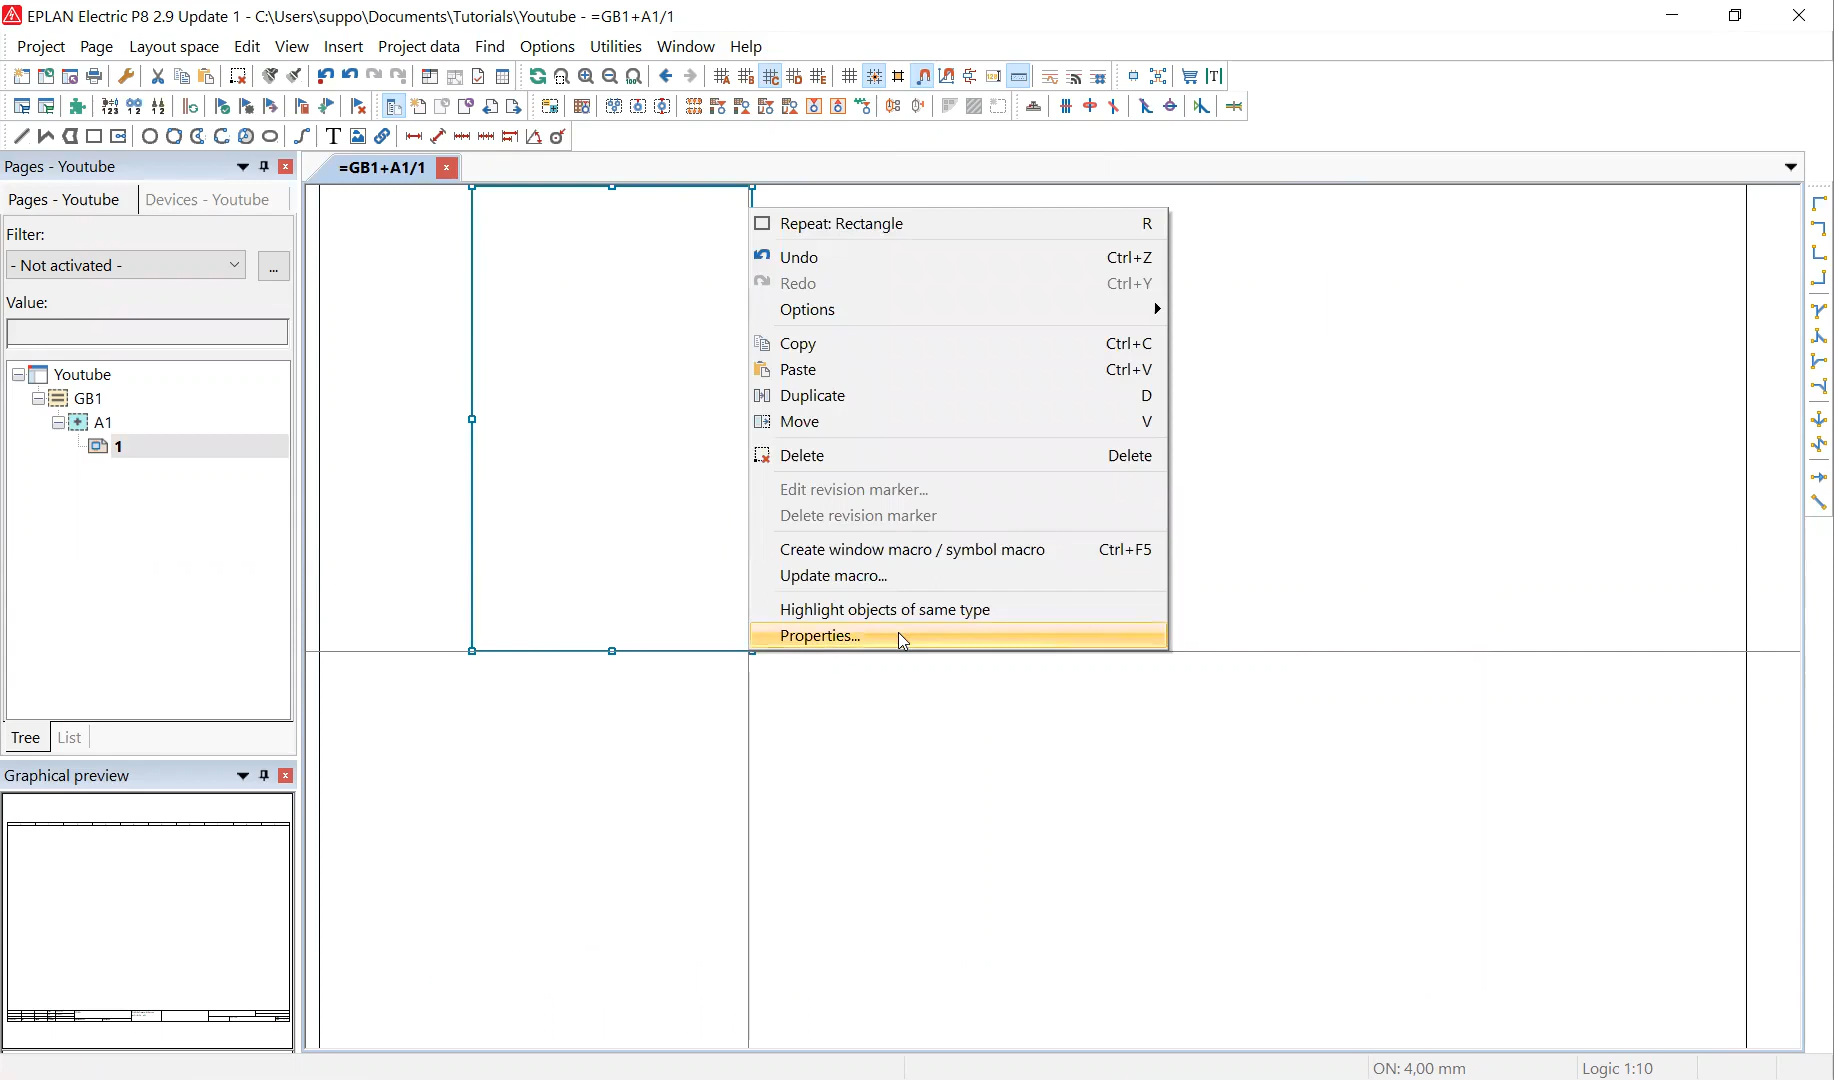 EPLAN Electric P8 2.9 Update 1 - C:\Users\suppo\Documents\Tutorials\Youtube - =GB1+A1/1
Project Page Layout space Edit View Insert Project data Find Options Utilities Window Help
Pages - Youtube
=GB1+A1/1
Pages - Youtube Devices - Youtube
Filter:
- Not activated -
...
Value:
Youtube
GB1
A1
1
Tree List
Graphical preview
Repeat: Rectangle R
Undo Ctrl+Z
Redo Ctrl+Y
Options
Copy Ctrl+C
Paste Ctrl+V
Duplicate D
Move V
Delete Delete
Edit revision marker...
Delete revision marker
Create window macro / symbol macro Ctrl+F5
Update macro...
Highlight objects of same type
Properties...
ON: 4,00 mm Logic 1:10